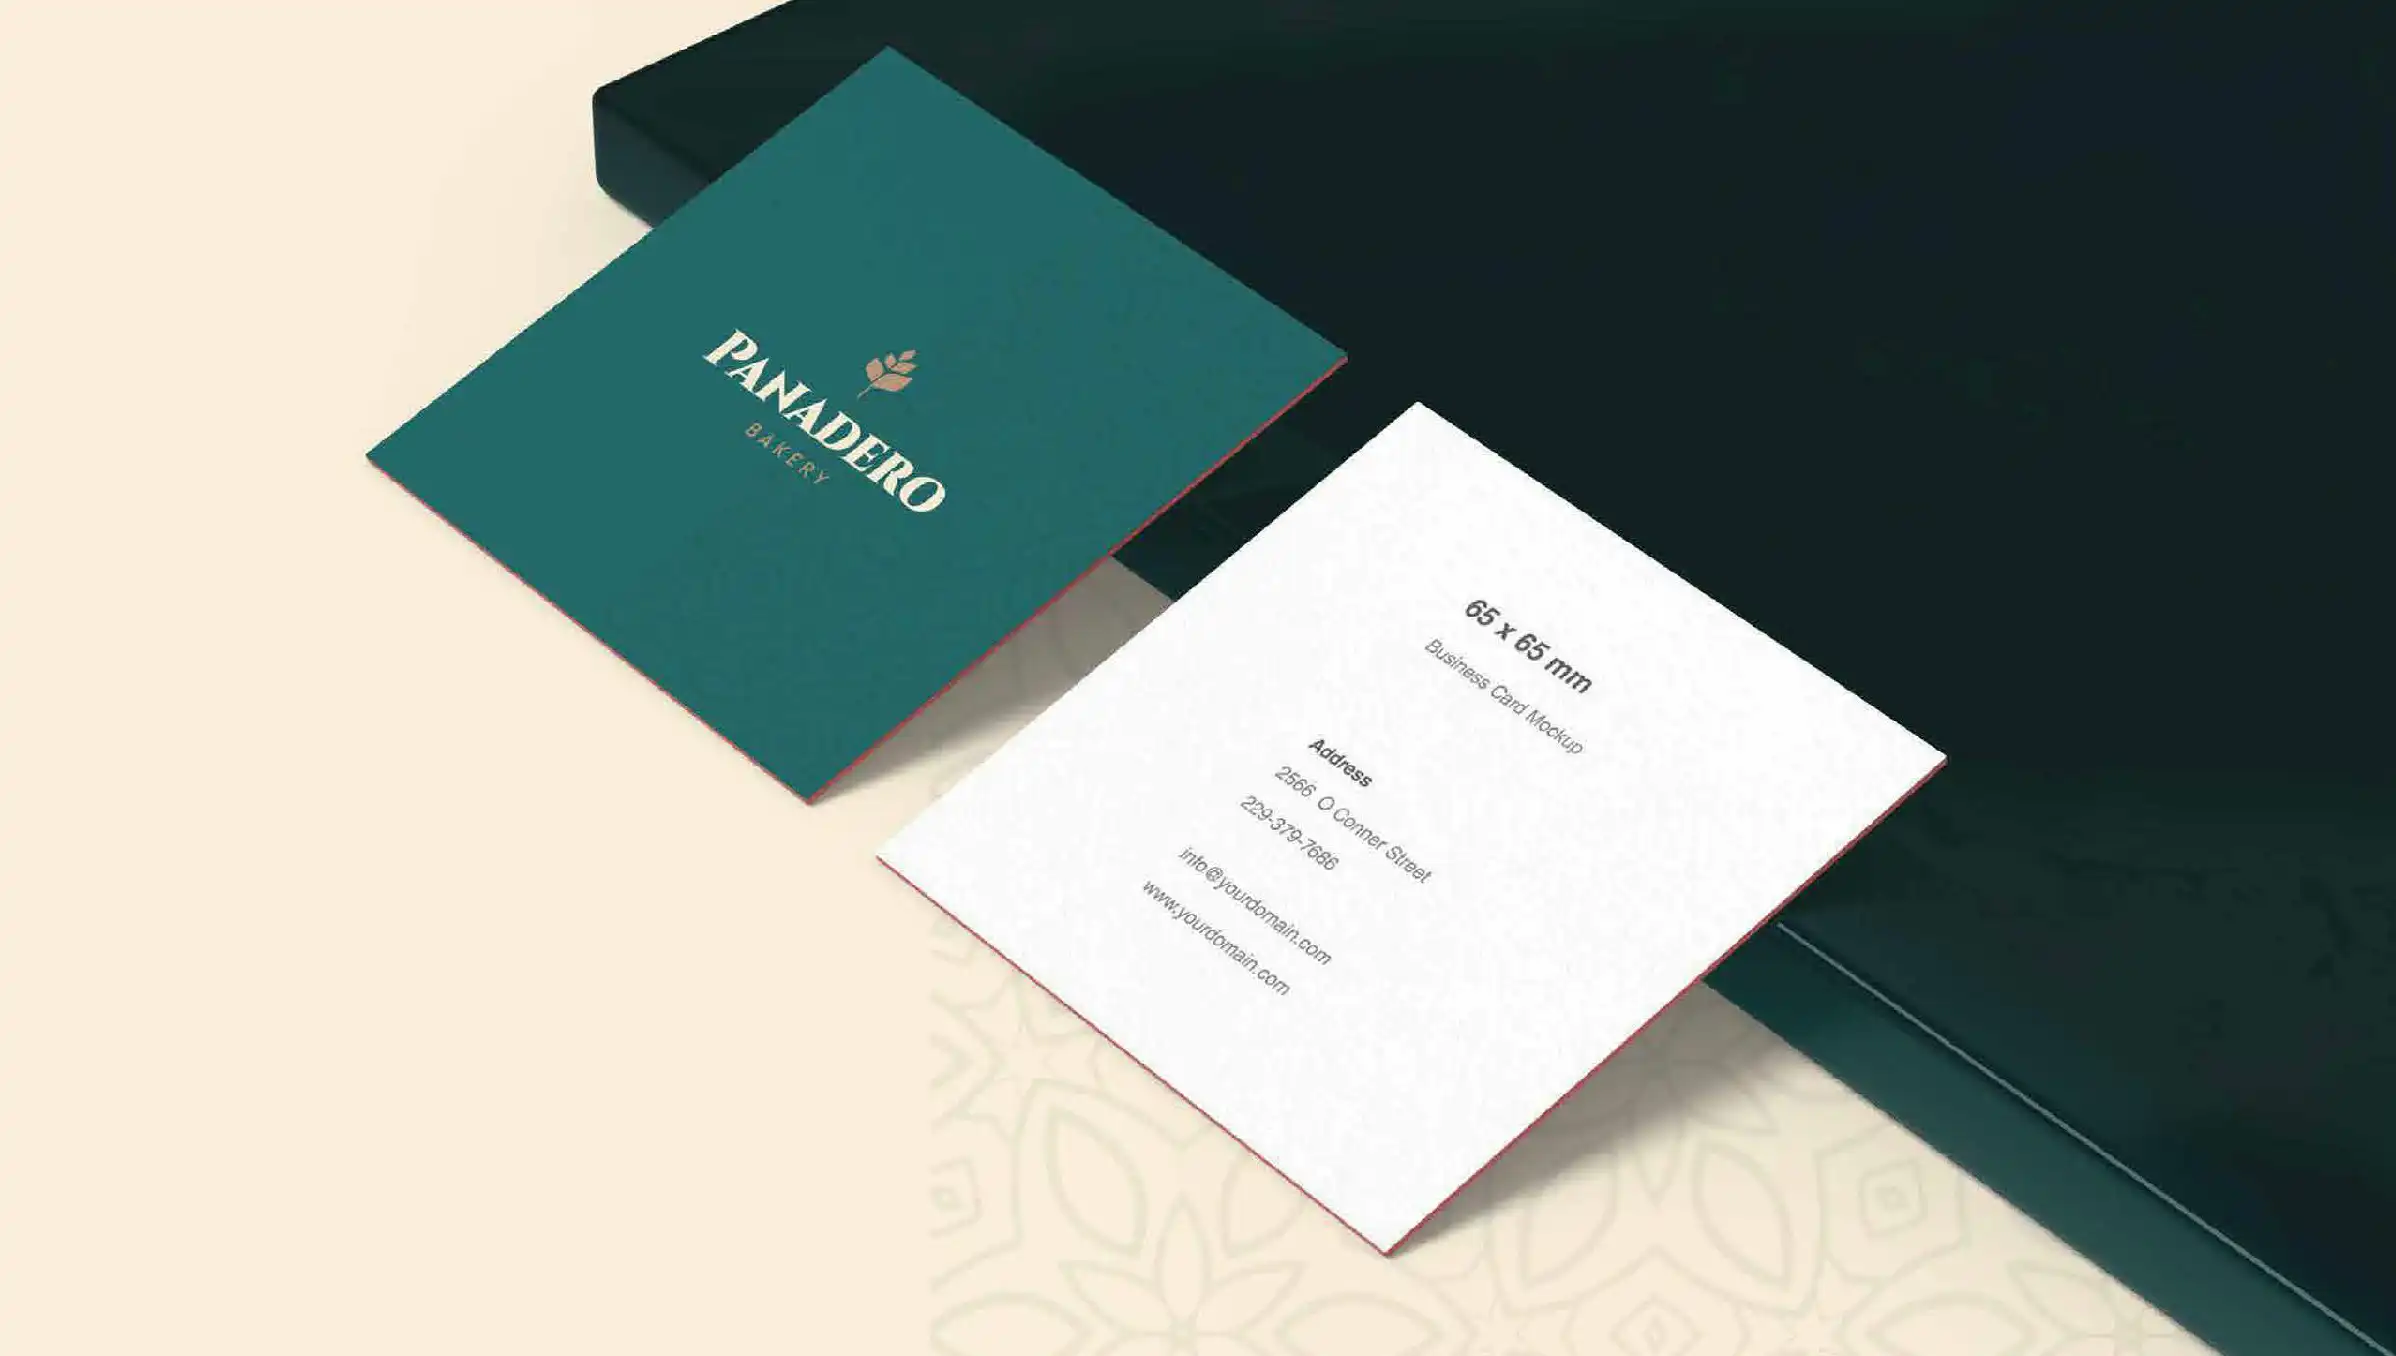 PANADERO
BAKERY
65 x 65 mm
Business Card Mockup
Address
2566 O Conner Street
229-379-7686
info@yourdomain.com
www.yourdomain.com